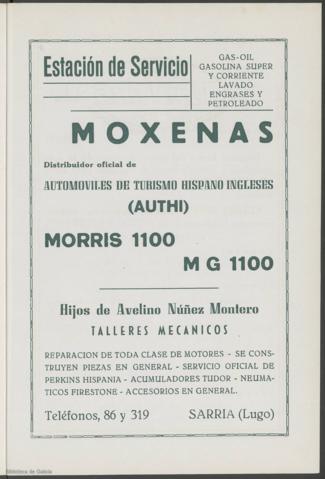 Estación de Servicio
GAS-OIL
GASOLINA SUPER
Y CORRIENTE
LAVADO
ENGRASES Y
PETROLEADO
MOXENAS
Distribuidor oficial de
AUTOMOVILES DE TURISMO HISPANO INGLESES
(AUTHI)
MORRIS 1100
MG 1100
Hijos de Avelino Núñez Montero
TALLERES MECANICOS
REPARACION DE TODA CLASE DE MOTORES - SE CONS-
TRUYEN PIEZAS EN GENERAL - SERVICIO OFICIAL DE
PERKINS HISPANIA - ACUMULADORES TUDOR - NEUMA-
TICOS FIRESTONE - ACCESORIOS EN GENERAL.
Teléfonos, 86 y 319 SARRIA (Lugo)
Biblioteca de Galicia